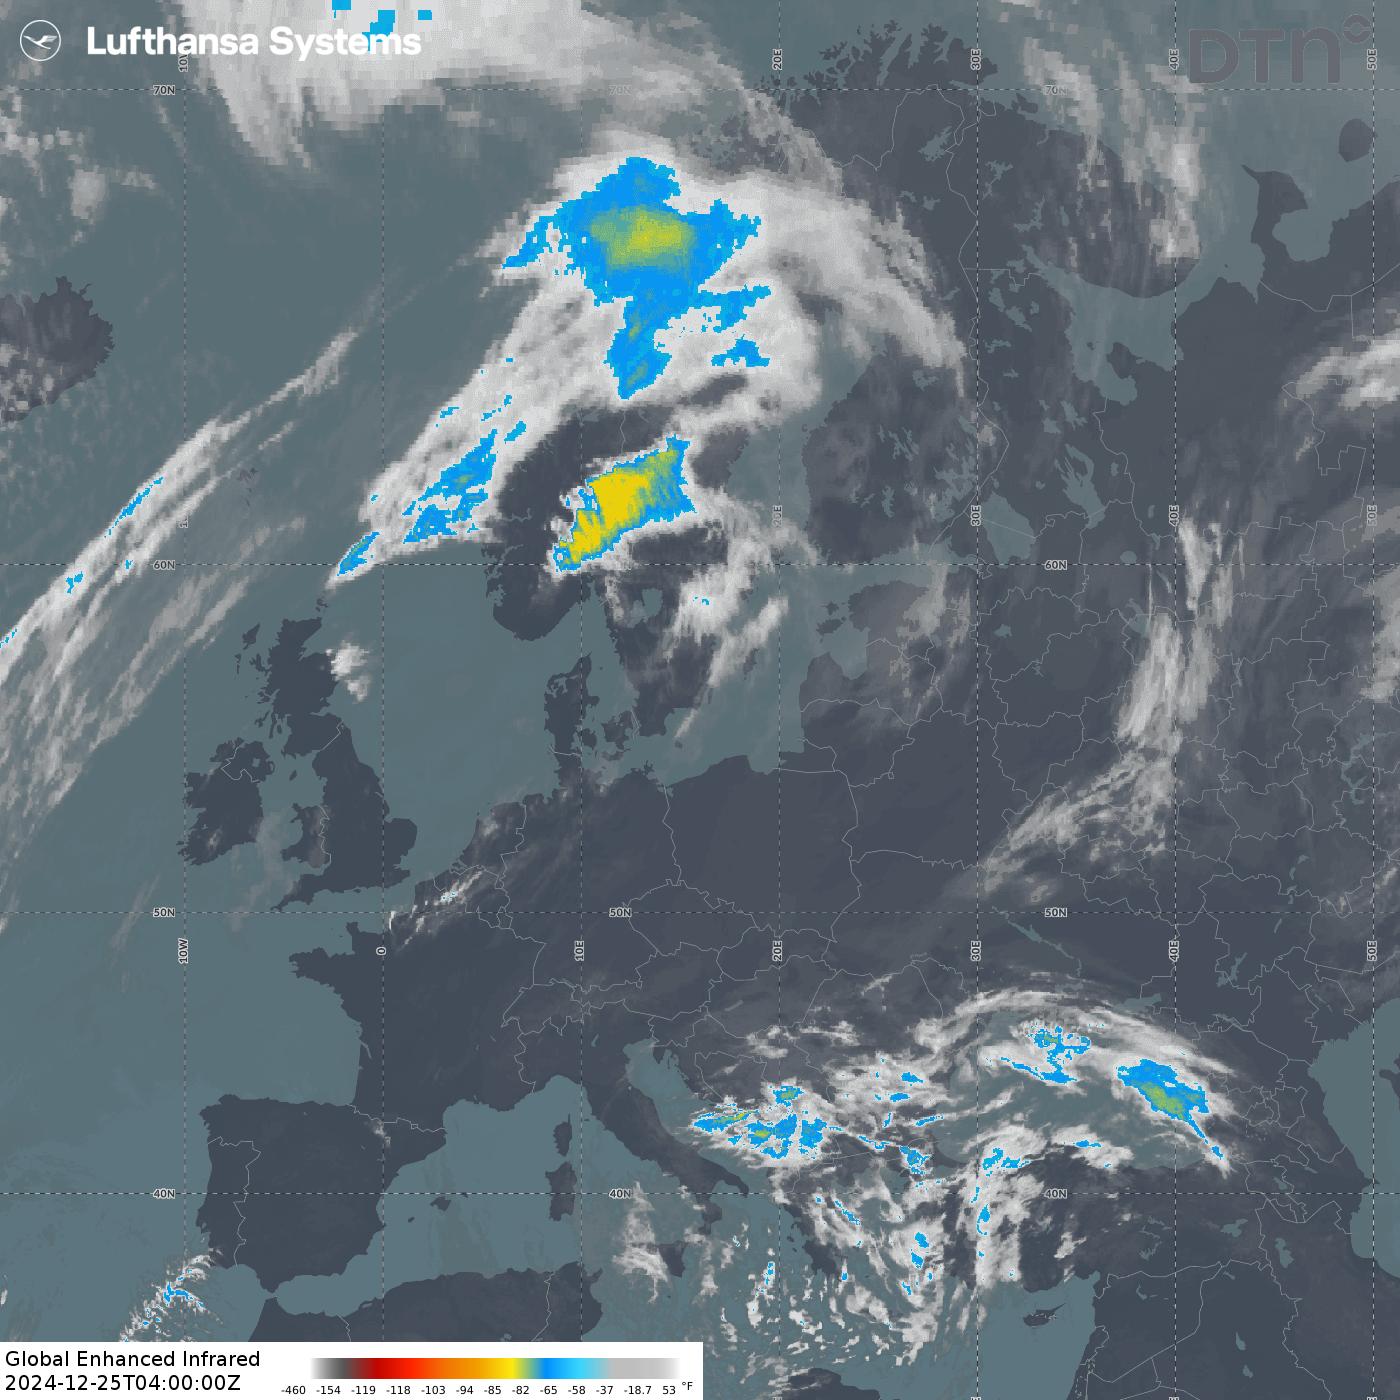 Lufthansa Systems
DTN
10W 20E 30E 40E 50E
70N 70N 70N
20E 30E 40E 50E
60N 60N 60N
50N 50N 50N
10W 0 10E 20E 30E 40E 50E
40N 40N 40N
Global Enhanced Infrared
2024-12-25T04:00:00Z
-460 -154 -119 -118 -103 -94 -85 -82 -65 -58 -37 -18.7 53 °F